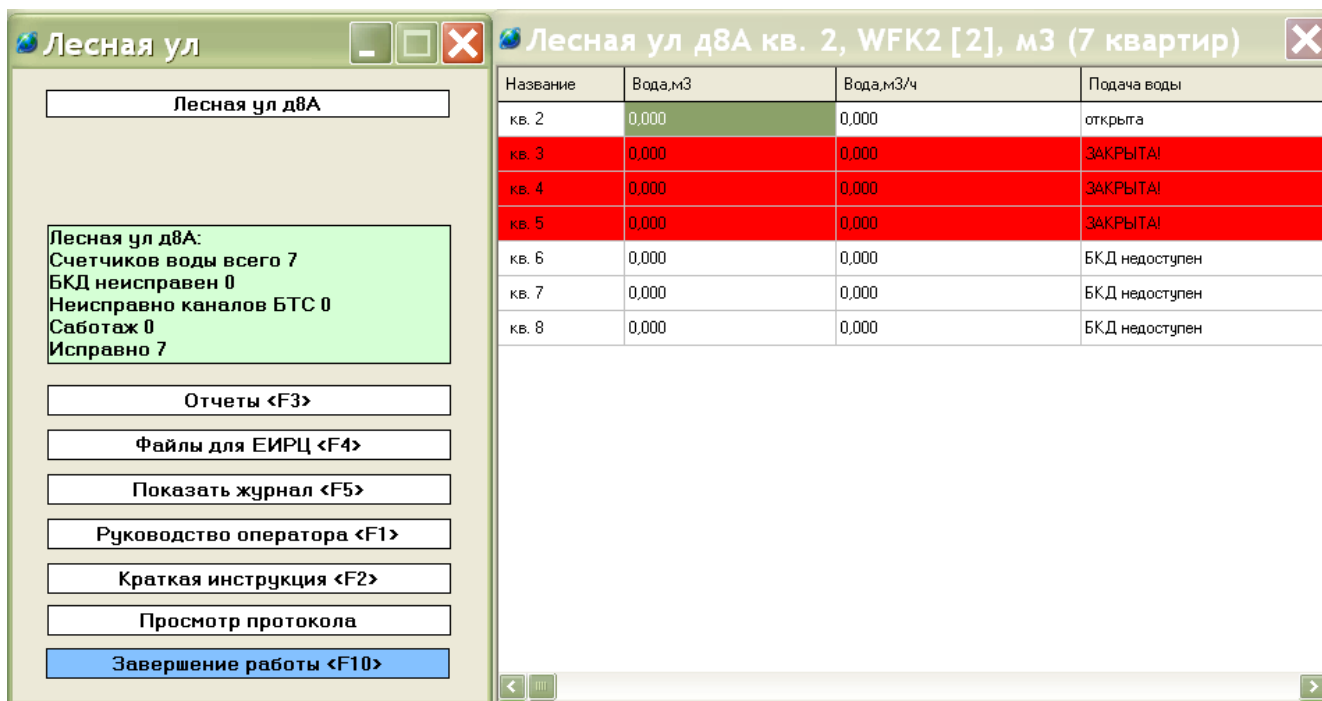 Лесная ул
Лесная ул д8А
Лесная ул д8А:
Счетчиков воды всего 7
БКД неисправен 0
Неисправно каналов БТС 0
Саботаж 0
Исправно 7
Отчеты <F3>
Файлы для ЕИРЦ <F4>
Показать журнал <F5>
Руководство оператора <F1>
Краткая инструкция <F2>
Просмотр протокола
Завершение работы <F10>
Лесная ул д8А кв. 2, WFK2 [2], м3 (7 квартир)
Название Вода,м3 Вода,м3/ч Подача воды
кв. 2 0,000 0,000 открыта
кв. 3 0,000 0,000 ЗАКРЫТА!
кв. 4 0,000 0,000 ЗАКРЫТА!
кв. 5 0,000 0,000 ЗАКРЫТА!
кв. 6 0,000 0,000 БКД недоступен
кв. 7 0,000 0,000 БКД недоступен
кв. 8 0,000 0,000 БКД недоступен